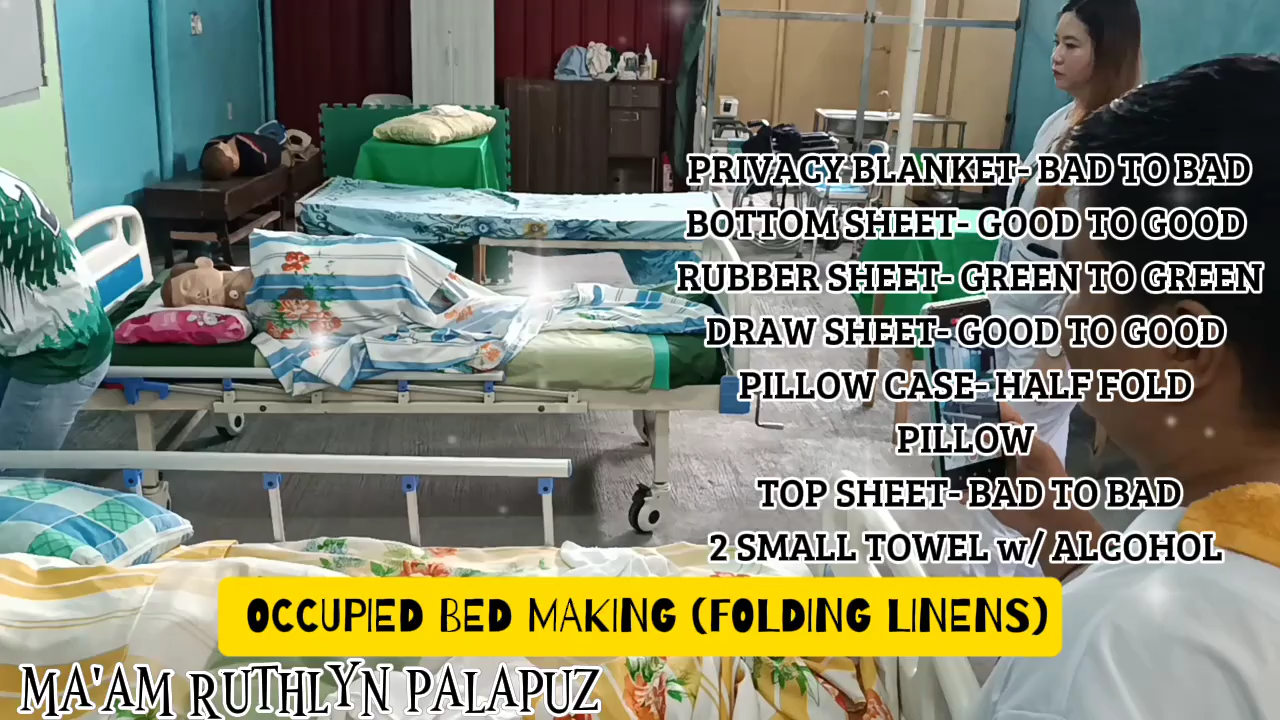 PRIVACY BLANKET- BAD TO BAD
BOTTOM SHEET- GOOD TO GOOD
RUBBER SHEET- GREEN TO GREEN
DRAW SHEET- GOOD TO GOOD
PILLOW CASE- HALF FOLD
PILLOW
TOP SHEET- BAD TO BAD
2 SMALL TOWEL w/ ALCOHOL
OCCUPIED BED MAKING (FOLDING LINENS)
MA'AM RUTHLYN PALAPUZ